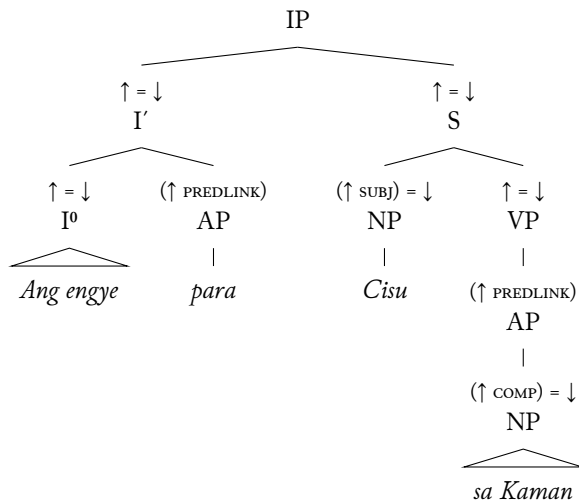 IP
↑ = ↓ ↑ = ↓
I′ S
↑ = ↓ (↑ PREDLINK) (↑ SUBJ) = ↓ ↑ = ↓
I⁰ AP NP VP
Ang engye para Cisu (↑ PREDLINK)
AP
(↑ COMP) = ↓
NP
sa Kaman